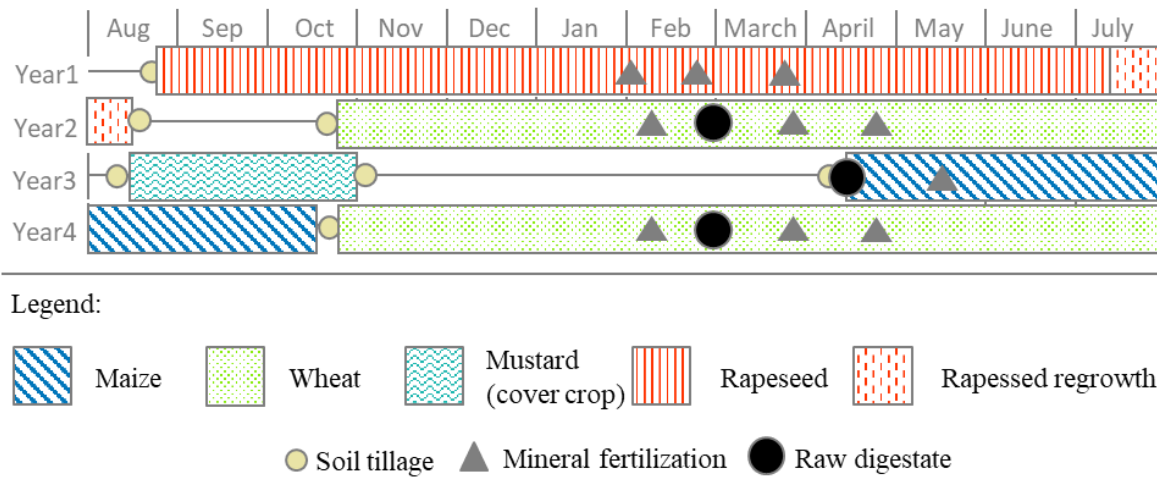 Aug Sep Oct Nov Dec Jan Feb March April May June July
Year1
Year2
Year3
Year4
Legend:
Maize Wheat Mustard (cover crop) Rapeseed Rapessed regrowth
Soil tillage Mineral fertilization Raw digestate